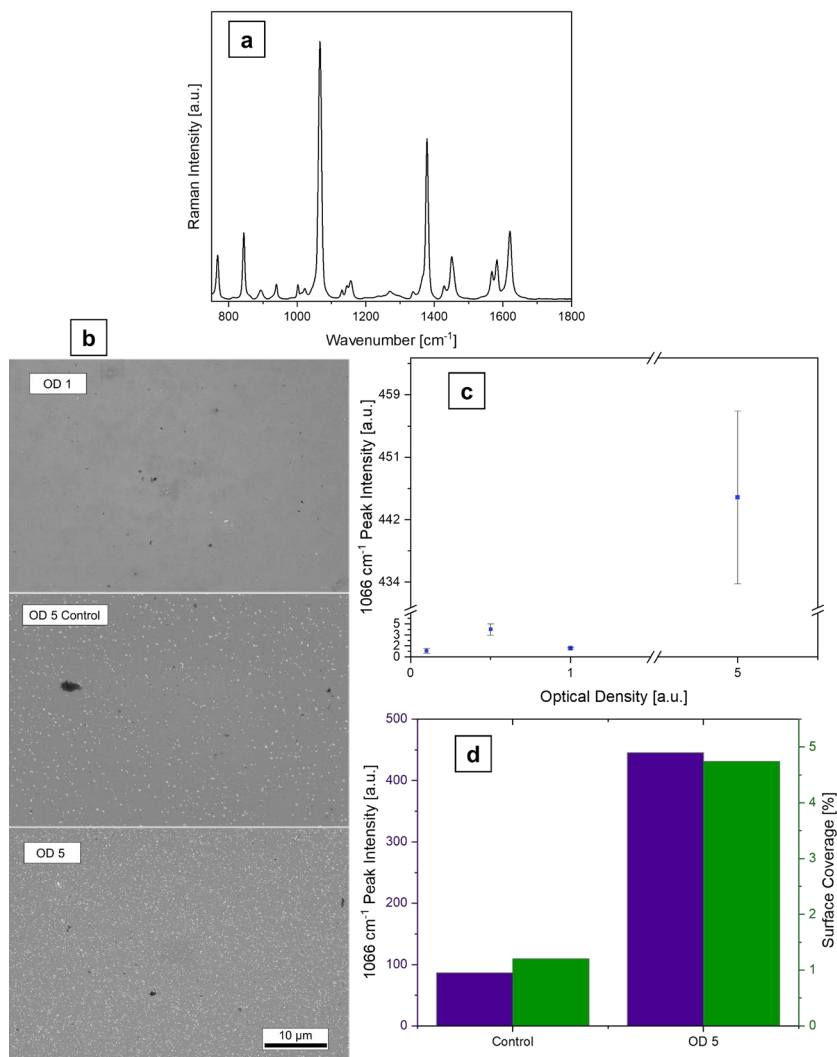 a
Raman Intensity [a.u.]
800 1000 1200 1400 1600 1800
Wavenumber [cm⁻¹]
b
OD 1
OD 5 Control
OD 5
10 µm
c
1066 cm⁻¹ Peak Intensity [a.u.]
459
451
442
434
5
3
2
0
0 1 5
Optical Density [a.u.]
d
1066 cm⁻¹ Peak Intensity [a.u.]
500
400
300
200
100
0
Control OD 5
5
4
3
2
1
0
Surface Coverage [%]